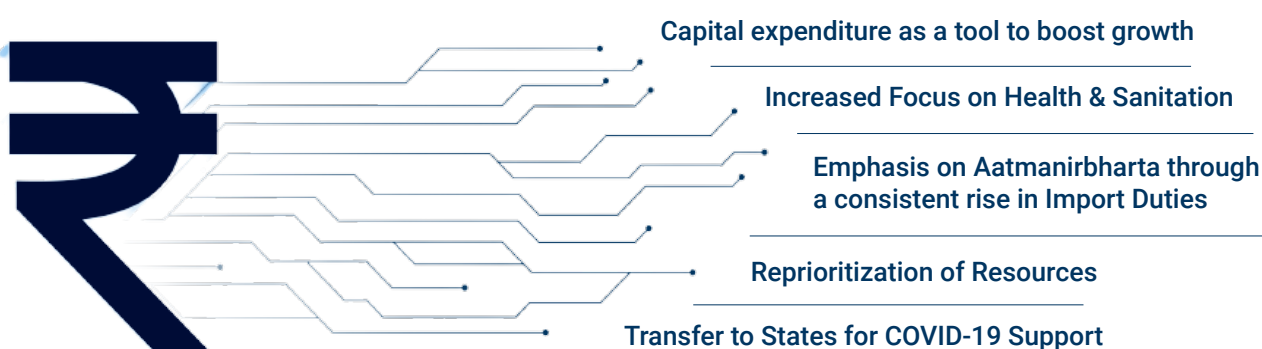 Capital expenditure as a tool to boost growth
Increased Focus on Health & Sanitation
Emphasis on Aatmanirbharta through
a consistent rise in Import Duties
Reprioritization of Resources
Transfer to States for COVID-19 Support